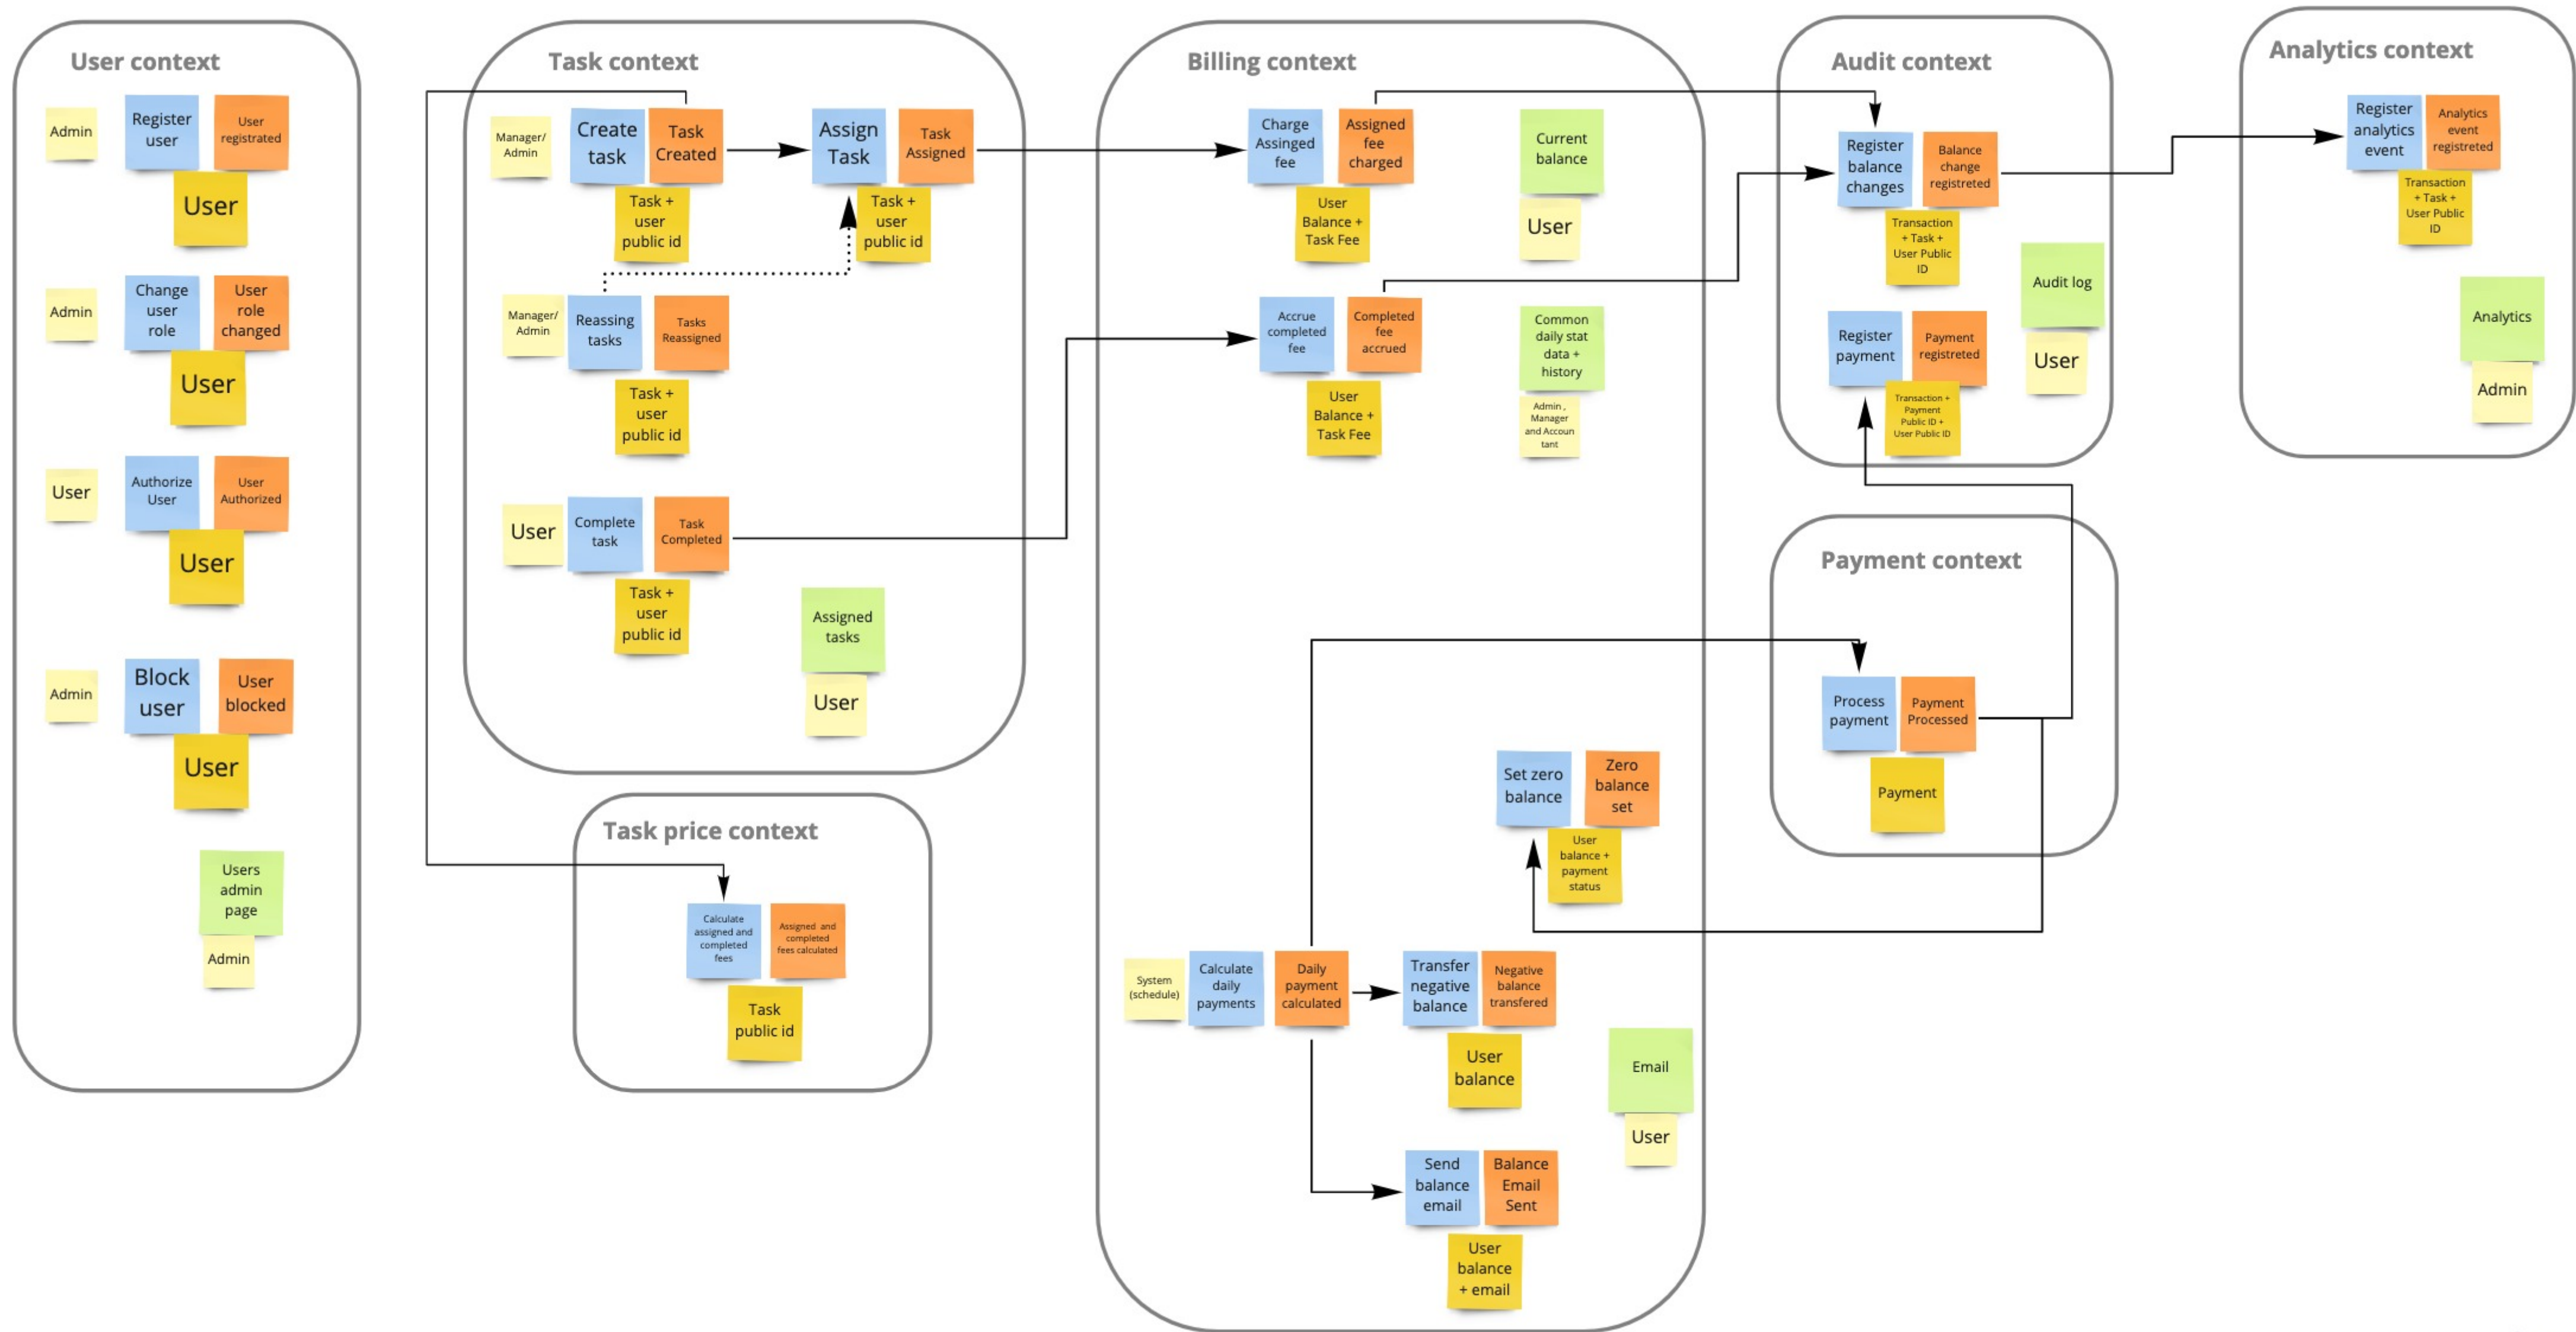 User context
Admin
Register
user
User
registrated
User
Admin
Change
user
role
User
role
changed
User
User
Authorize
User
User
Authorized
User
Admin
Block
user
User
blocked
User
Users
admin
page
Admin
Task context
Manager/
Admin
Create
task
Task
Created
Task +
user
public id
Assign
Task
Task
Assigned
Task +
user
public id
Manager/
Admin
Reassing
tasks
Tasks
Reassigned
Task +
user
public id
User
Complete
task
Task
Completed
Task +
user
public id
Assigned
tasks
User
Task price context
Calculate
assigned and
completed
fees
Assigned and
completed
fees calculated
Task
public id
Billing context
Charge
Assinged
fee
Assigned
fee
charged
User
Balance +
Task Fee
Current
balance
User
Accrue
completed
fee
Completed
fee
accrued
User
Balance +
Task Fee
Common
daily stat
data +
history
Admin ,
Manager
and Accoun
tant
Set zero
balance
Zero
balance
set
User
balance +
payment
status
System
(schedule)
Calculate
daily
payments
Daily
payment
calculated
Transfer
negative
balance
Negative
balance
transfered
User
balance
Email
User
Send
balance
email
Balance
Email
Sent
User
balance
+ email
Audit context
Register
balance
changes
Balance
change
registreted
Transaction
+ Task +
User Public
ID
Audit log
User
Register
payment
Payment
registreted
Transaction +
Payment
Public ID +
User Public ID
Payment context
Process
payment
Payment
Processed
Payment
Analytics context
Register
analytics
event
Analytics
event
registreted
Transaction
+ Task +
User Public
ID
Analytics
Admin